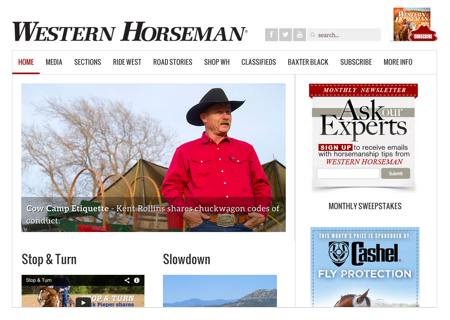 WESTERN HORSEMAN®
search...
WESTERN HORSEMAN
SUBSCRIBE
HOME MEDIA SECTIONS RIDE WEST ROAD STORIES SHOP WH CLASSIFIEDS BAXTER BLACK SUBSCRIBE MORE INFO
Cow Camp Etiquette - Kent Rollins shares chuckwagon codes of
conduct.
Stop & Turn
Stop & Turn
STOP & TURN
Slowdown
MONTHLY NEWSLETTER
Ask our
Experts
SIGN UP to receive emails
with horsemanship tips from
WESTERN HORSEMAN
Submit
MONTHLY SWEEPSTAKES
THIS MONTH'S PRIZE IS SPONSORED BY
Cashel
FLY PROTECTION